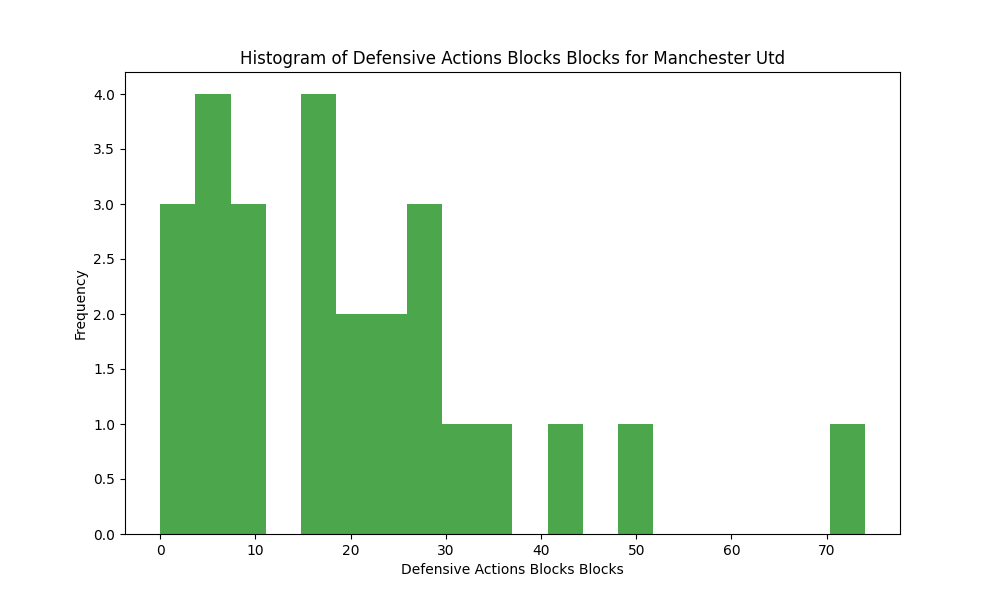 Histogram of Defensive Actions Blocks Blocks for Manchester Utd
4.0
3.5
3.0
2.5
2.0
1.5
1.0
0.5
0.0
Frequency
0 10 20 30 40 50 60 70
Defensive Actions Blocks Blocks